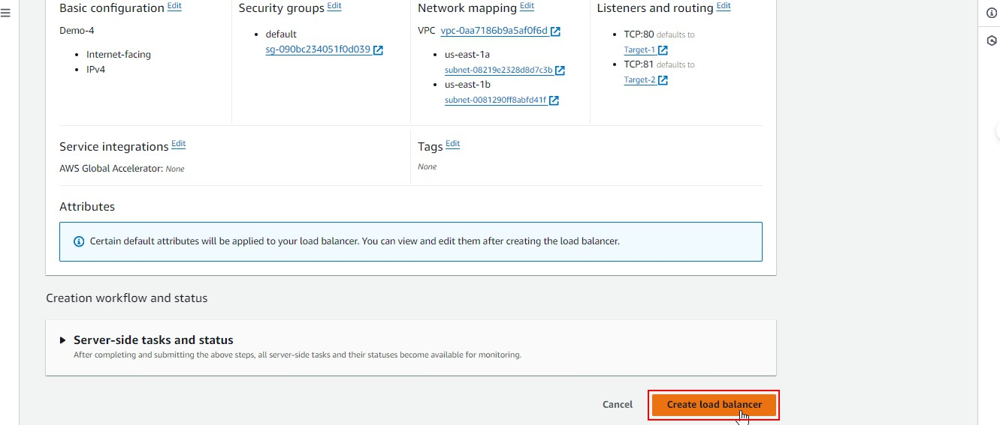 Basic configuration Edit
Demo-4
Internet-facing
IPv4
Security groups Edit
default
sg-090bc234051f0d039
Network mapping Edit
VPC vpc-0aa7186b9a5af0f6d
us-east-1a
subnet-08219e2328d8d7c3b
us-east-1b
subnet-0081290ff8abfd41f
Listeners and routing Edit
TCP:80 defaults to
Target-1
TCP:81 defaults to
Target-2
Service integrations Edit
AWS Global Accelerator: None
Tags Edit
None
Attributes
Certain default attributes will be applied to your load balancer. You can view and edit them after creating the load balancer.
Creation workflow and status
Server-side tasks and status
After completing and submitting the above steps, all server-side tasks and their statuses become available for monitoring.
Cancel
Create load balancer